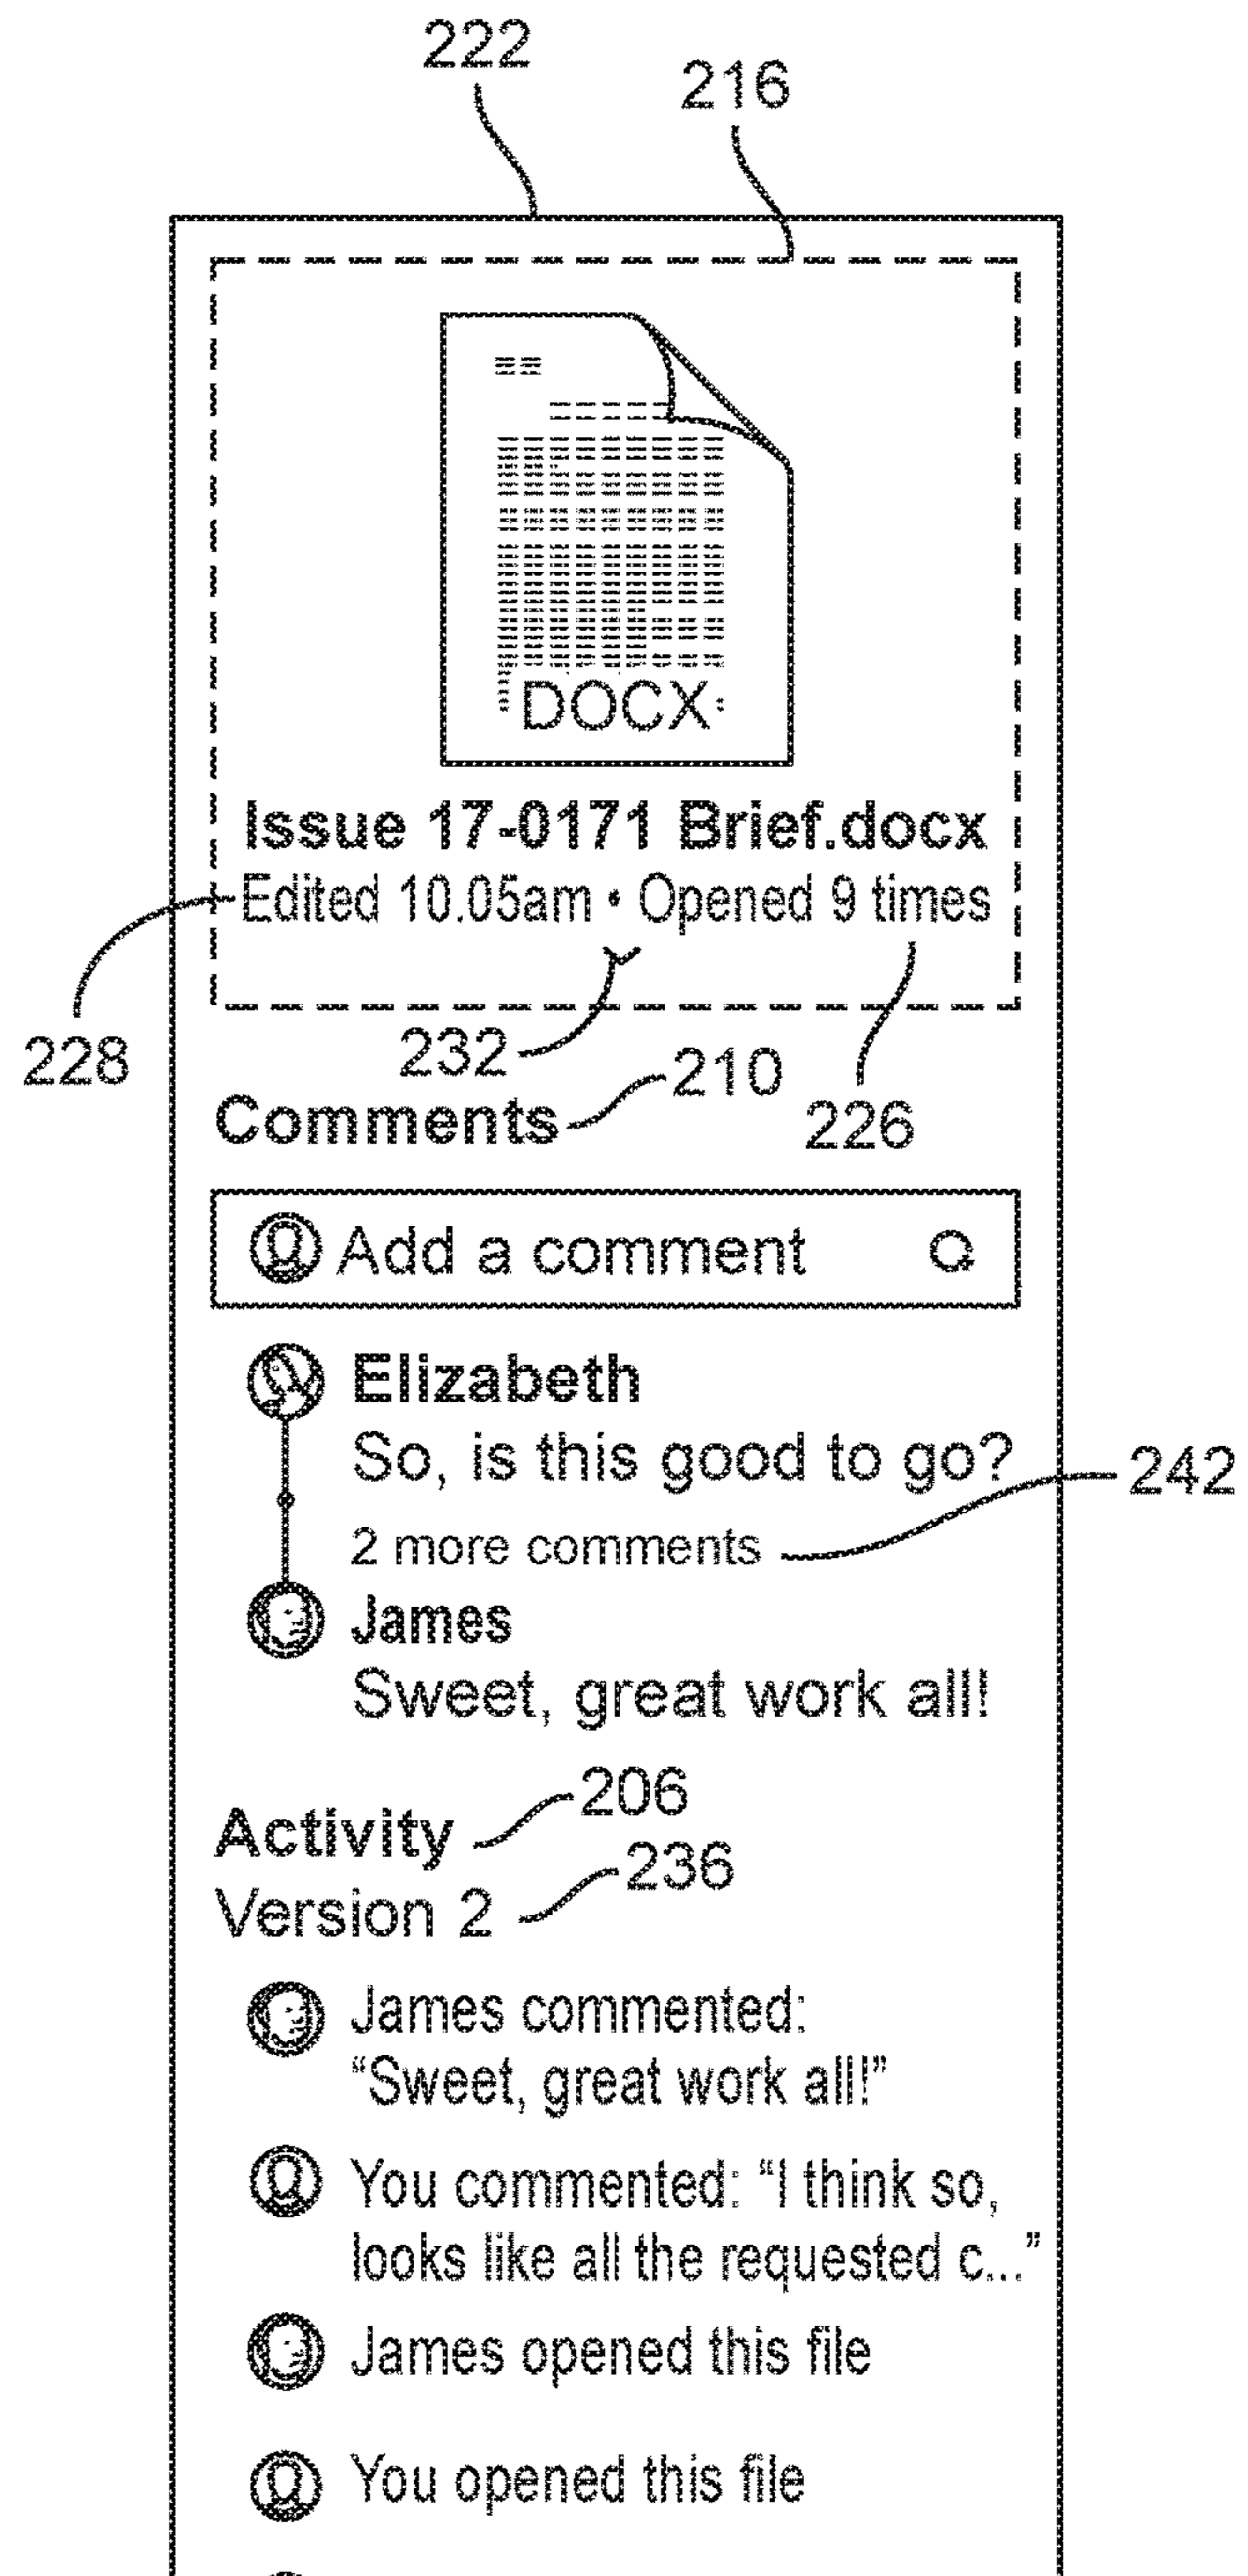 222
216
DOCX
Issue 17-0171 Brief.docx
Edited 10.05am • Opened 9 times
228
232
210
226
Comments
Add a comment
Elizabeth
So, is this good to go?
242
2 more comments
James
Sweet, great work all!
206
Activity
236
Version 2
James commented:
“Sweet, great work all!”
You commented: “I think so,
looks like all the requested c...”
James opened this file
You opened this file